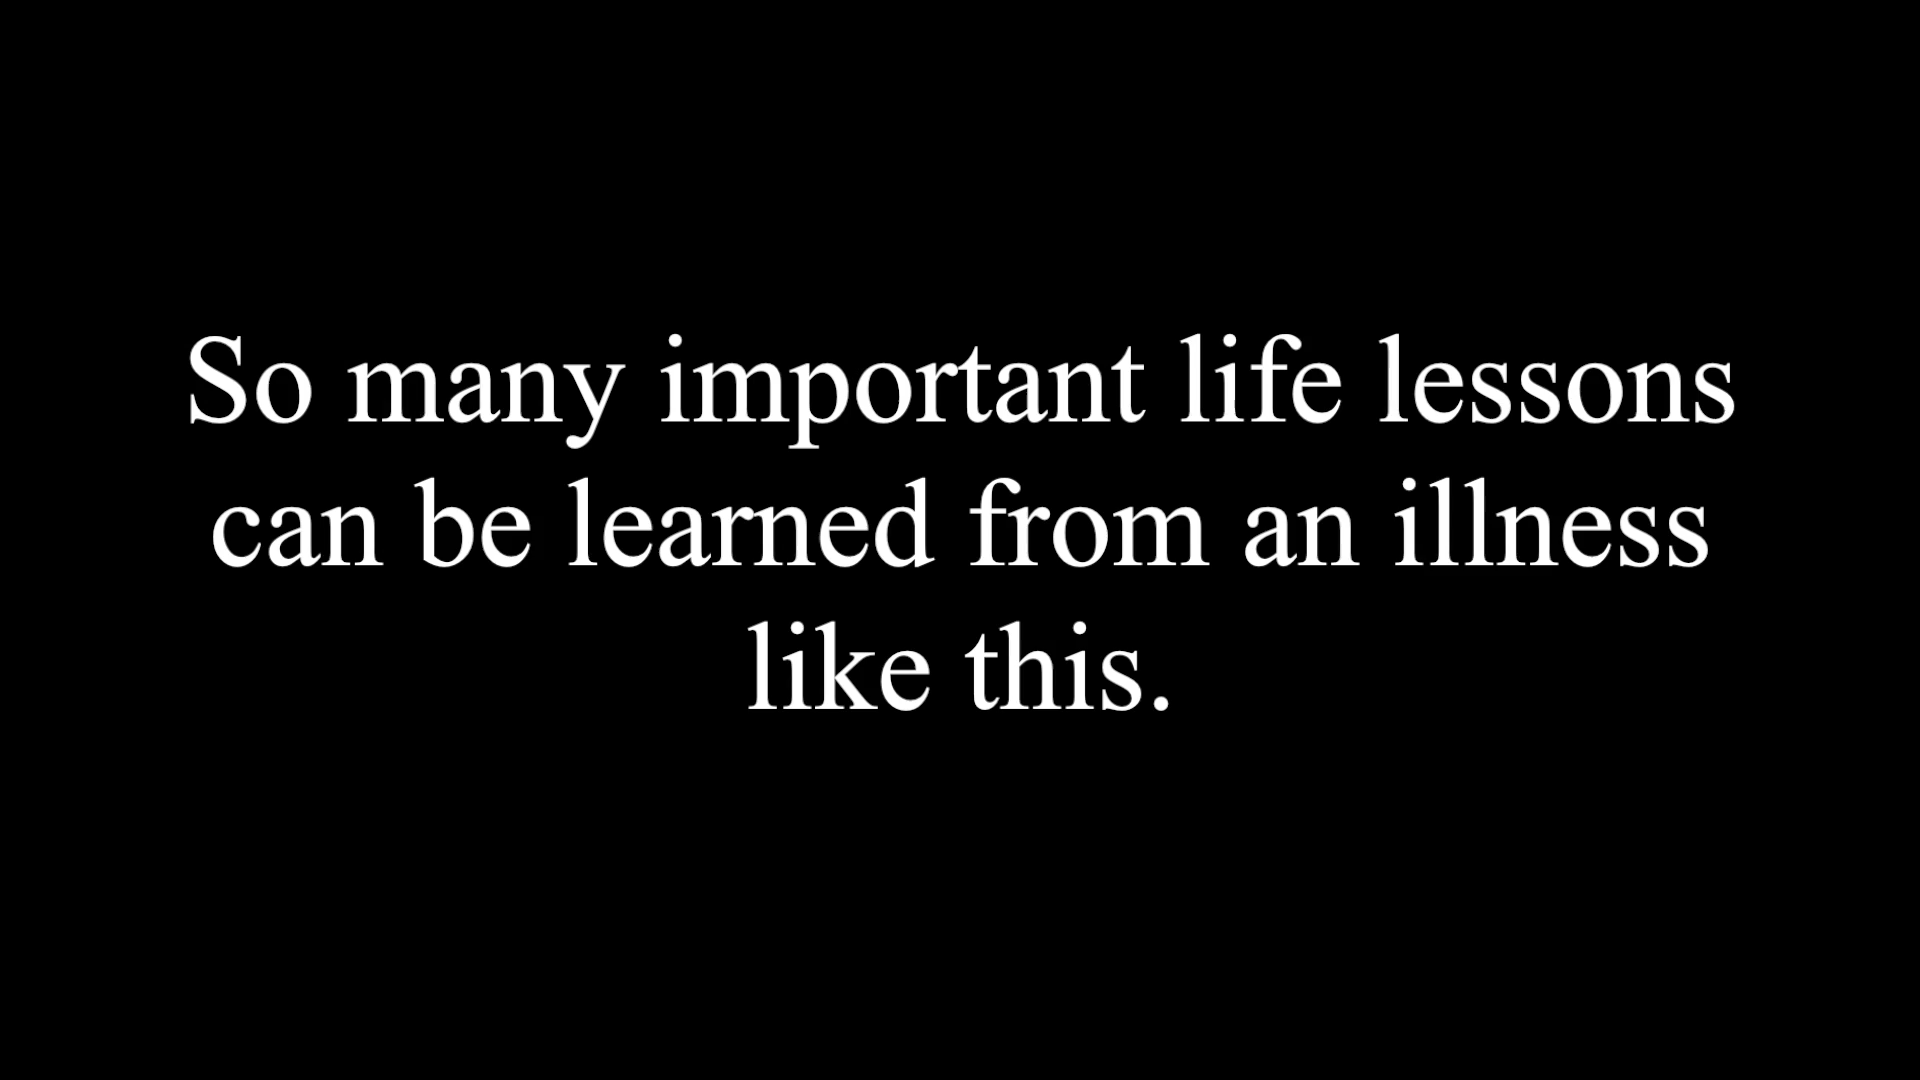 So many important life lessons
can be learned from an illness
like this.